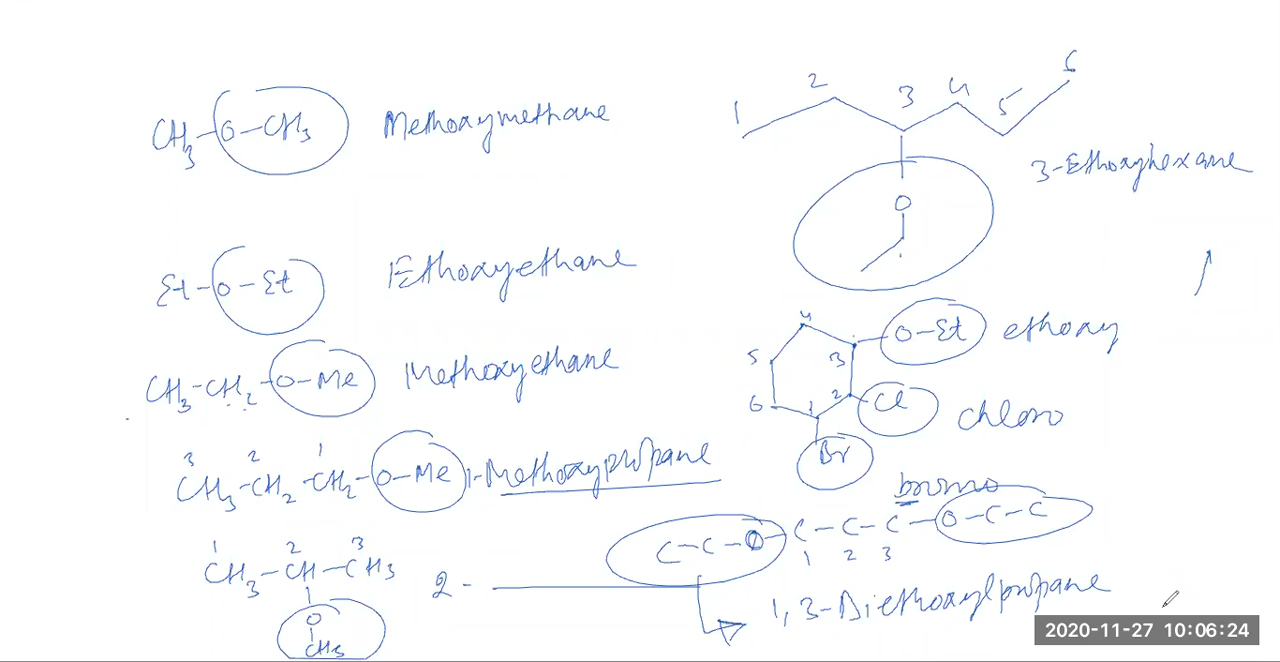 CH3-O-CH3 Methoxymethane
Et-O-Et Ethoxyethane
CH3-CH2-O-Me Methoxyethane
3 2 1
CH3-CH2-CH2-O-Me 1-Methoxypropane
1 2 3
CH3-CH-CH3 2-
O
CH3
1 2 3 4 5 6
O
3-Ethoxyhexane
4
5 3 O-Et ethoxy
6 1 2 Cl chloro
Br
bromo
C-C-O-C-C-C-O-C-C
1 2 3
1,3-Diethoxylpropane
2020-11-27 10:06:24